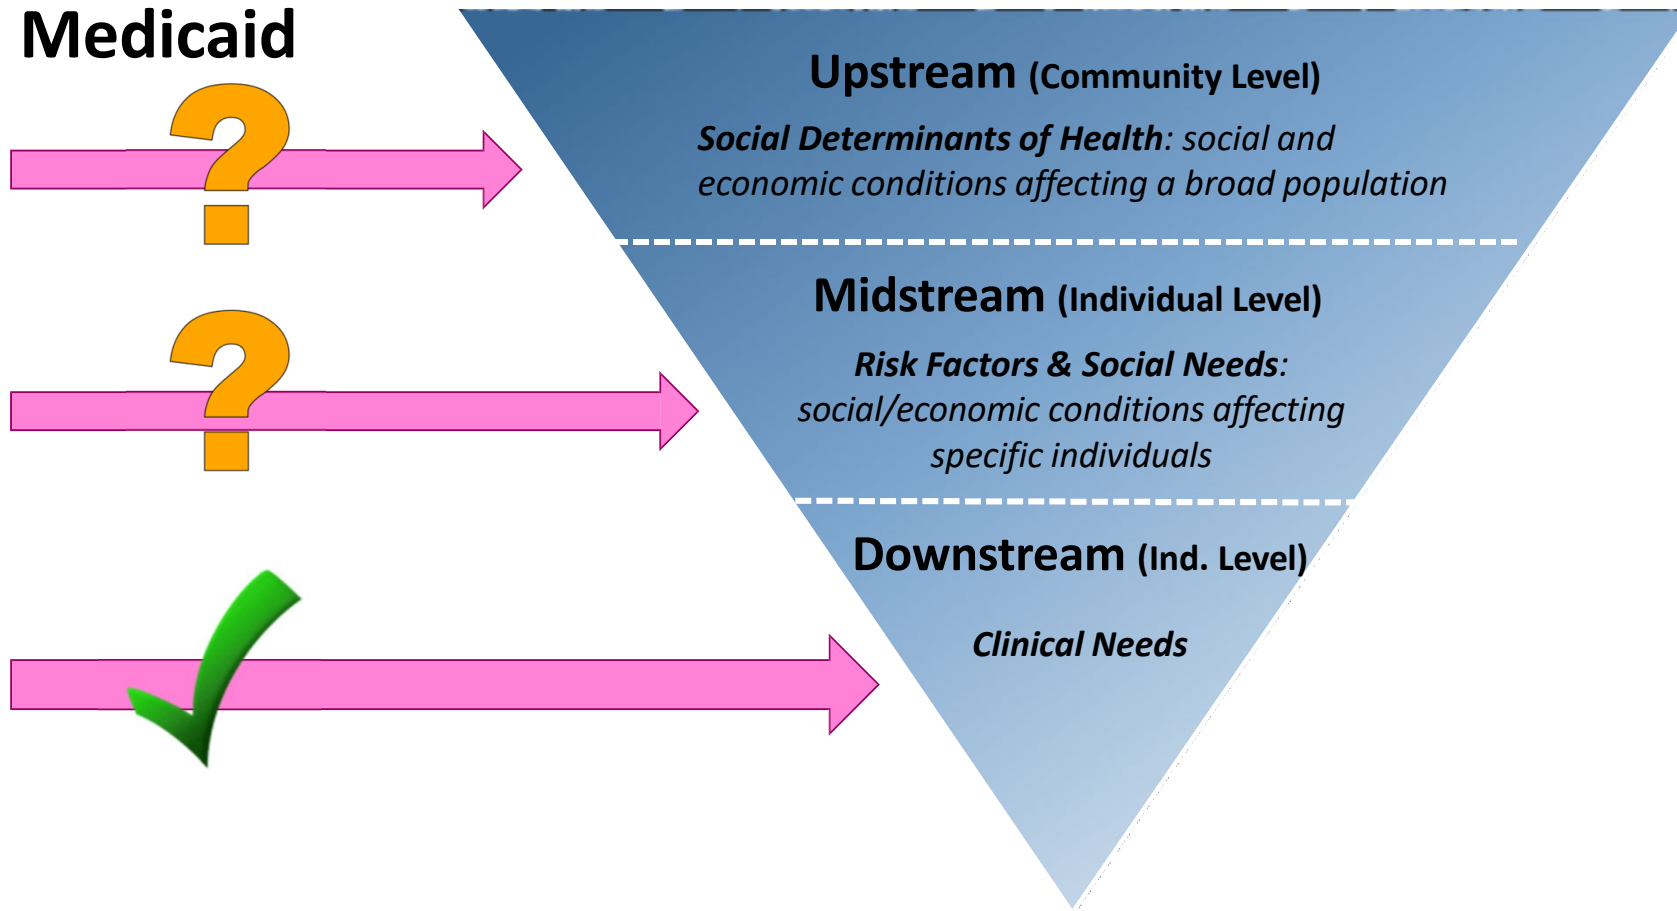 Medicaid
?
Upstream (Community Level)
Social Determinants of Health: social and
economic conditions affecting a broad population
?
Midstream (Individual Level)
Risk Factors & Social Needs:
social/economic conditions affecting
specific individuals
Downstream (Ind. Level)
Clinical Needs